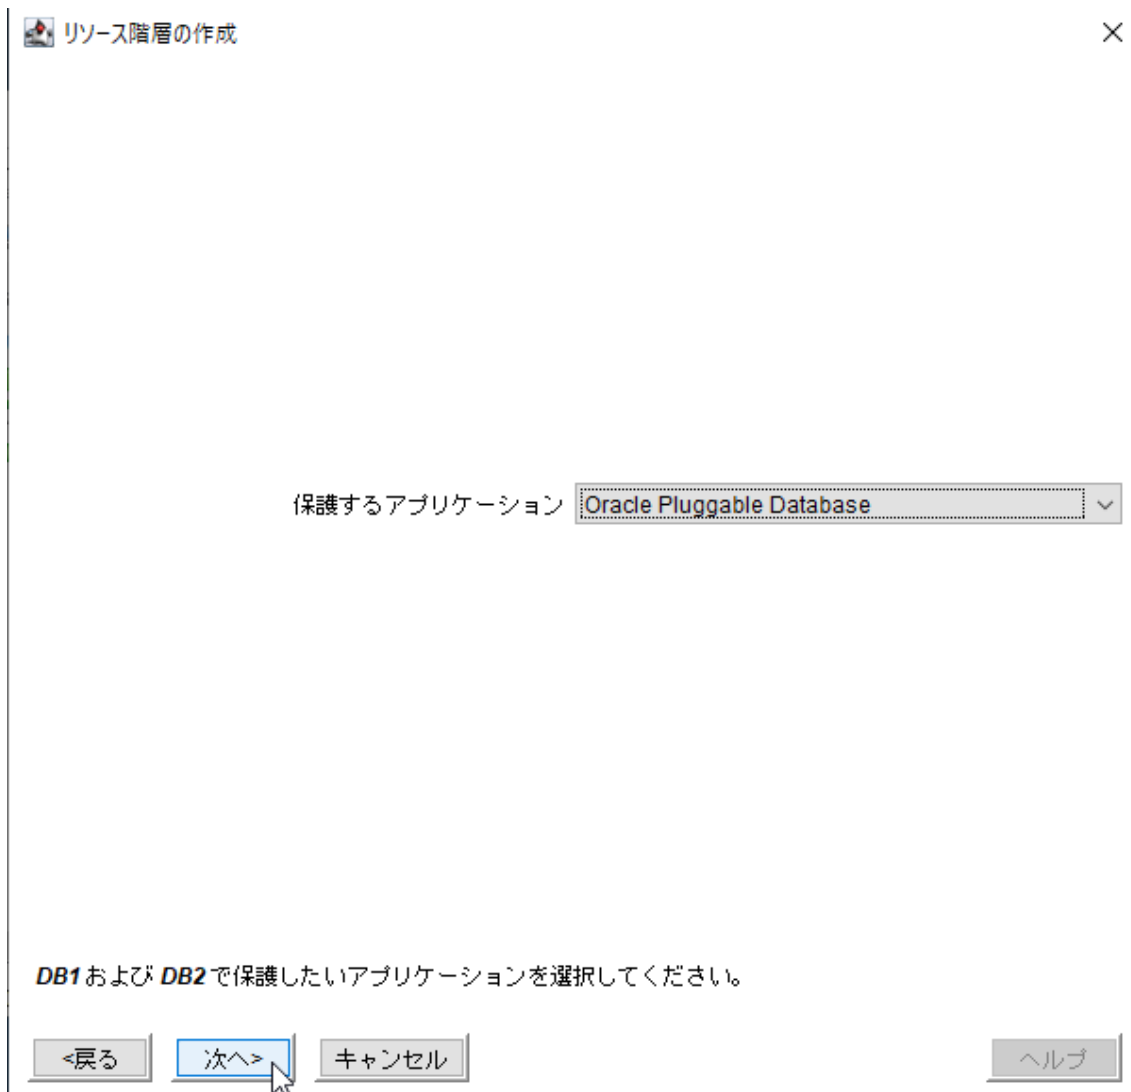 リソース階層の作成
保護するアプリケーション Oracle Pluggable Database
DB1 および DB2 で保護したいアプリケーションを選択してください。
<戻る 次へ> キャンセル ヘルプ